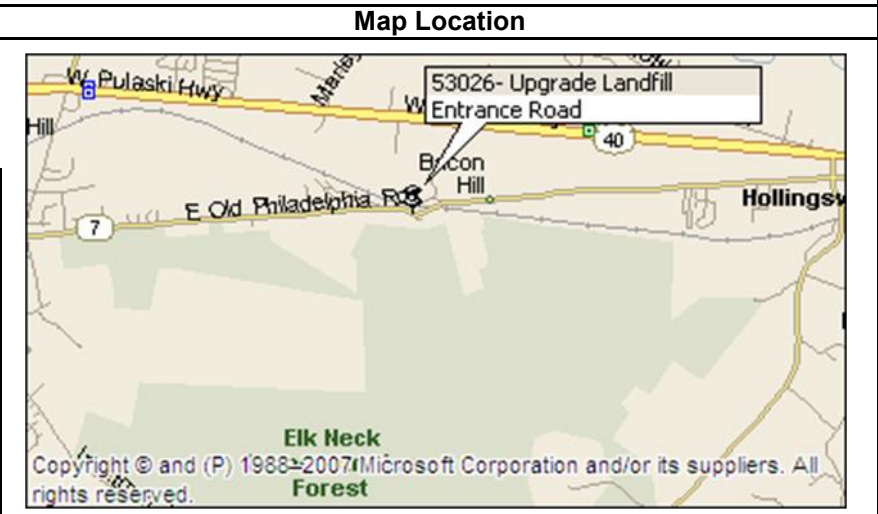 Map Location
W Pulaski Hwy
53026- Upgrade Landfill
Entrance Road
W
40
Hill
Bacon
Hill
E Old Philadelphia Rd
Hollingsw
7
Elk Neck
Copyright © and (P) 1988-2007 Microsoft Corporation and/or its suppliers. All
rights reserved.
Forest